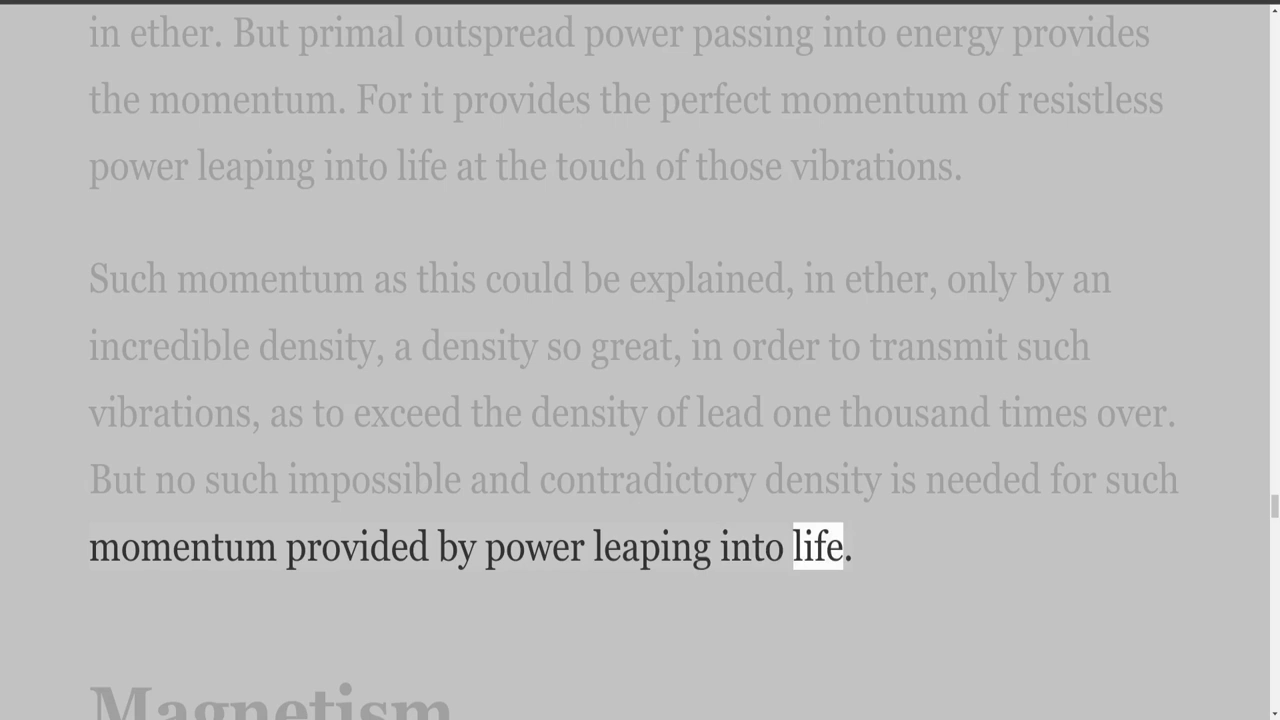 in ether. But primal outspread power passing into energy provides
the momentum. For it provides the perfect momentum of resistless
power leaping into life at the touch of those vibrations.
Such momentum as this could be explained, in ether, only by an
incredible density, a density so great, in order to transmit such
vibrations, as to exceed the density of lead one thousand times over.
But no such impossible and contradictory density is needed for such
momentum provided by power leaping into life.
Magnetism